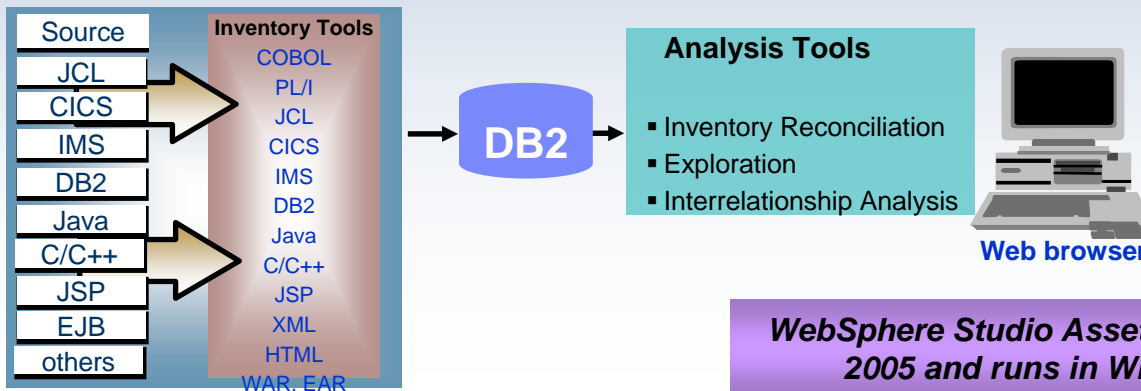 Source
JCL
CICS
IMS
DB2
Java
C/C++
JSP
EJB
others
Inventory Tools
COBOL
PL/I
JCL
CICS
IMS
DB2
Java
C/C++
JSP
XML
HTML
WAR, EAR
DB2
Analysis Tools
▪ Inventory Reconciliation
▪ Exploration
▪ Interrelationship Analysis
Web browser
WebSphere Studio Asset
2005 and runs in